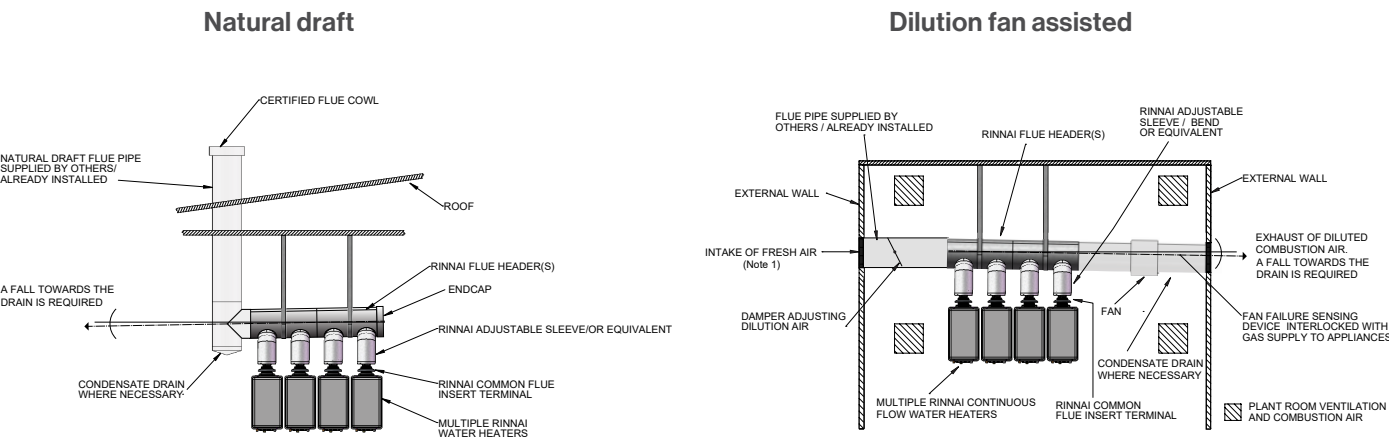 Natural draft
CERTIFIED FLUE COWL
NATURAL DRAFT FLUE PIPE
SUPPLIED BY OTHERS/
ALREADY INSTALLED
ROOF
RINNAI FLUE HEADER(S)
ENDCAP
A FALL TOWARDS THE
DRAIN IS REQUIRED
RINNAI ADJUSTABLE SLEEVE/OR EQUIVALENT
CONDENSATE DRAIN
WHERE NECESSARY
RINNAI COMMON FLUE
INSERT TERMINAL
MULTIPLE RINNAI
WATER HEATERS
Dilution fan assisted
FLUE PIPE SUPPLIED BY
OTHERS / ALREADY INSTALLED
RINNAI FLUE HEADER(S)
RINNAI ADJUSTABLE
SLEEVE / BEND
OR EQUIVALENT
EXTERNAL WALL
EXTERNAL WALL
INTAKE OF FRESH AIR
(Note 1)
EXHAUST OF DILUTED
COMBUSTION AIR.
A FALL TOWARDS THE
DRAIN IS REQUIRED
DAMPER ADJUSTING
DILUTION AIR
FAN
FAN FAILURE SENSING
DEVICE INTERLOCKED WITH
GAS SUPPLY TO APPLIANCES
CONDENSATE DRAIN
WHERE NECESSARY
MULTIPLE RINNAI CONTINUOUS
FLOW WATER HEATERS
RINNAI COMMON
FLUE INSERT TERMINAL
PLANT ROOM VENTILATION
AND COMBUSTION AIR